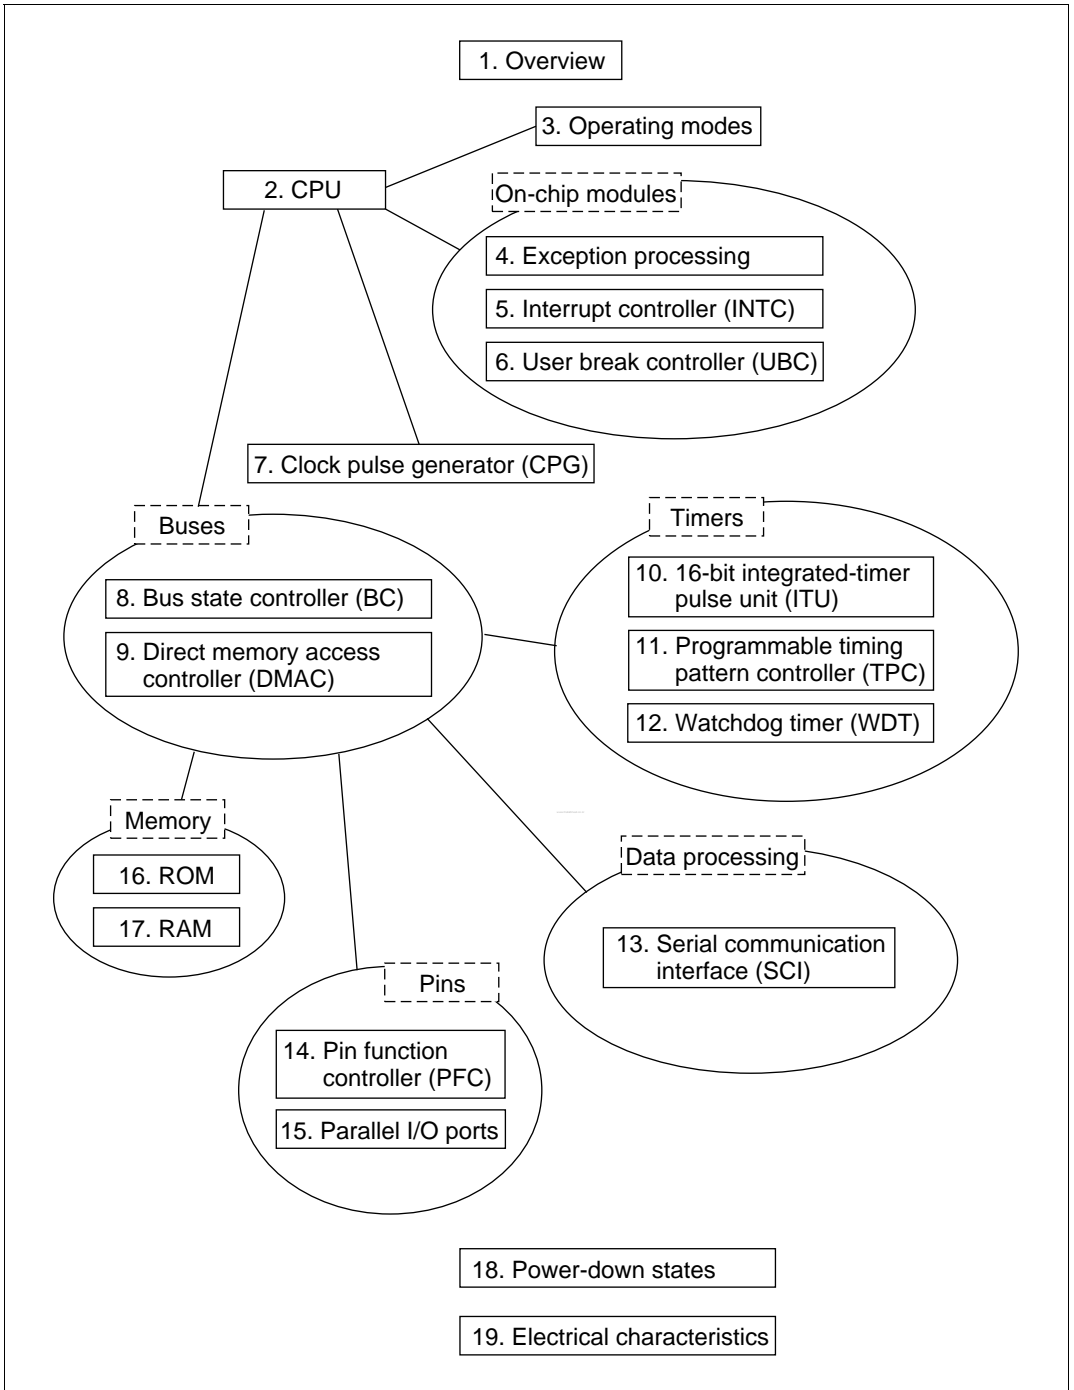 1. Overview
3. Operating modes
2. CPU
On-chip modules
4. Exception processing
5. Interrupt controller (INTC)
6. User break controller (UBC)
7. Clock pulse generator (CPG)
Buses
8. Bus state controller (BC)
9. Direct memory access
controller (DMAC)
Timers
10. 16-bit integrated-timer
pulse unit (ITU)
11. Programmable timing
pattern controller (TPC)
12. Watchdog timer (WDT)
Memory
16. ROM
17. RAM
Data processing
13. Serial communication
interface (SCI)
Pins
14. Pin function
controller (PFC)
15. Parallel I/O ports
18. Power-down states
19. Electrical characteristics